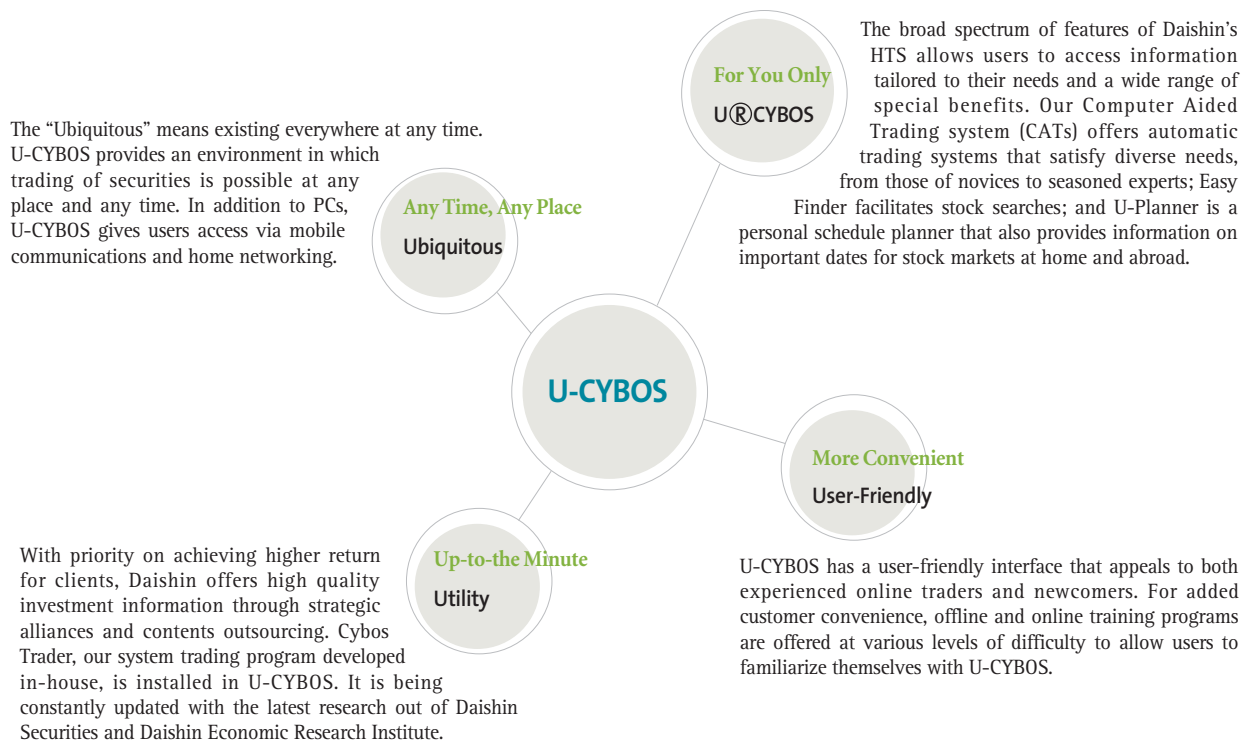 The “Ubiquitous” means existing everywhere at any time.
U-CYBOS provides an environment in which
trading of securities is possible at any
place and any time. In addition to PCs,
U-CYBOS gives users access via mobile
communications and home networking.
Any Time, Any Place
Ubiquitous
For You Only
U®CYBOS
The broad spectrum of features of Daishin’s
HTS allows users to access information
tailored to their needs and a wide range of
special benefits. Our Computer Aided
Trading system (CATs) offers automatic
trading systems that satisfy diverse needs,
from those of novices to seasoned experts; Easy
Finder facilitates stock searches; and U-Planner is a
personal schedule planner that also provides information on
important dates for stock markets at home and abroad.
U-CYBOS
With priority on achieving higher return
for clients, Daishin offers high quality
investment information through strategic
alliances and contents outsourcing. Cybos
Trader, our system trading program developed
in-house, is installed in U-CYBOS. It is being
constantly updated with the latest research out of Daishin
Securities and Daishin Economic Research Institute.
Up-to-the Minute
Utility
More Convenient
User-Friendly
U-CYBOS has a user-friendly interface that appeals to both
experienced online traders and newcomers. For added
customer convenience, offline and online training programs
are offered at various levels of difficulty to allow users to
familiarize themselves with U-CYBOS.